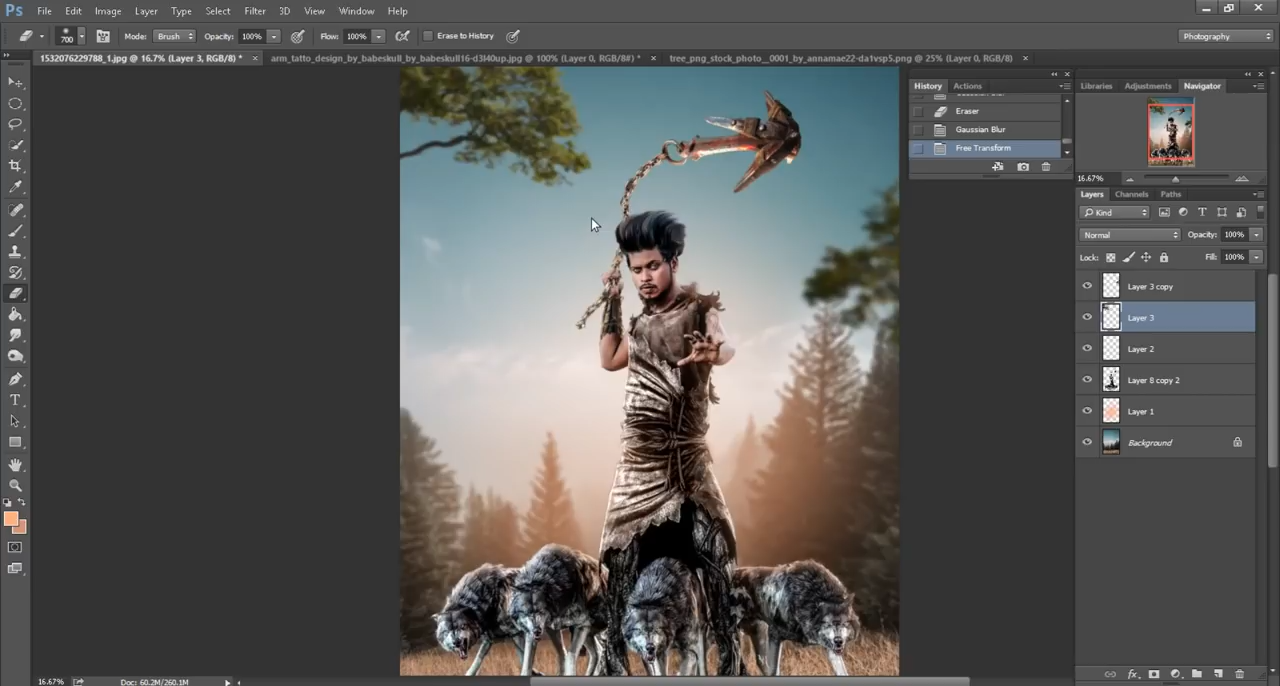 Ps File Edit Image Layer Type Select Filter 3D View Window Help
700 Mode: Brush Opacity: 100% Flow: 100% Erase to History Photography
1532076229788_1.jpg @ 16.7% (Layer 3, RGB/8) * × arm_tatto_design_by_babeskull_by_babeskull16-d3l40up.jpg @ 100% (Layer 0, RGB/8#) * × tree_png_stock_photo__0001_by_annamae22-da1vsp5.png @ 25% (Layer 0, RGB/8) ×
History Actions
Eraser
Gaussian Blur
Free Transform
Libraries Adjustments Navigator
16.67%
Layers Channels Paths
Kind
Normal Opacity: 100%
Lock: Fill: 100%
Layer 3 copy
Layer 3
Layer 2
Layer 8 copy 2
Layer 1
Background
fx
16.67% Doc: 60.2M/260.1M